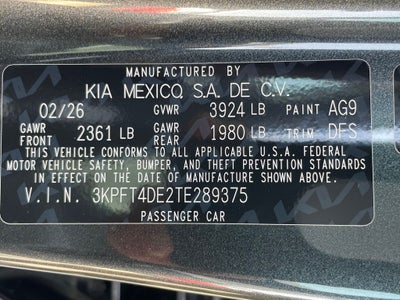 MANUFACTURED BY
KIA MEXICO, S.A. DE C.V.
02/26 GVWR 3924 LB PAINT AG9
GAWR FRONT 2361 LB GAWR REAR 1980 LB TRIM DFS
THIS VEHICLE CONFORMS TO ALL APPLICABLE U.S.A. FEDERAL
MOTOR VEHICLE SAFETY, BUMPER, AND THEFT PREVENTION STANDARDS
IN EFFECT ON THE DATE OF MANUFACTURE SHOWN ABOVE.
V.I.N. 3KPFT4DE2TE289375
PASSENGER CAR